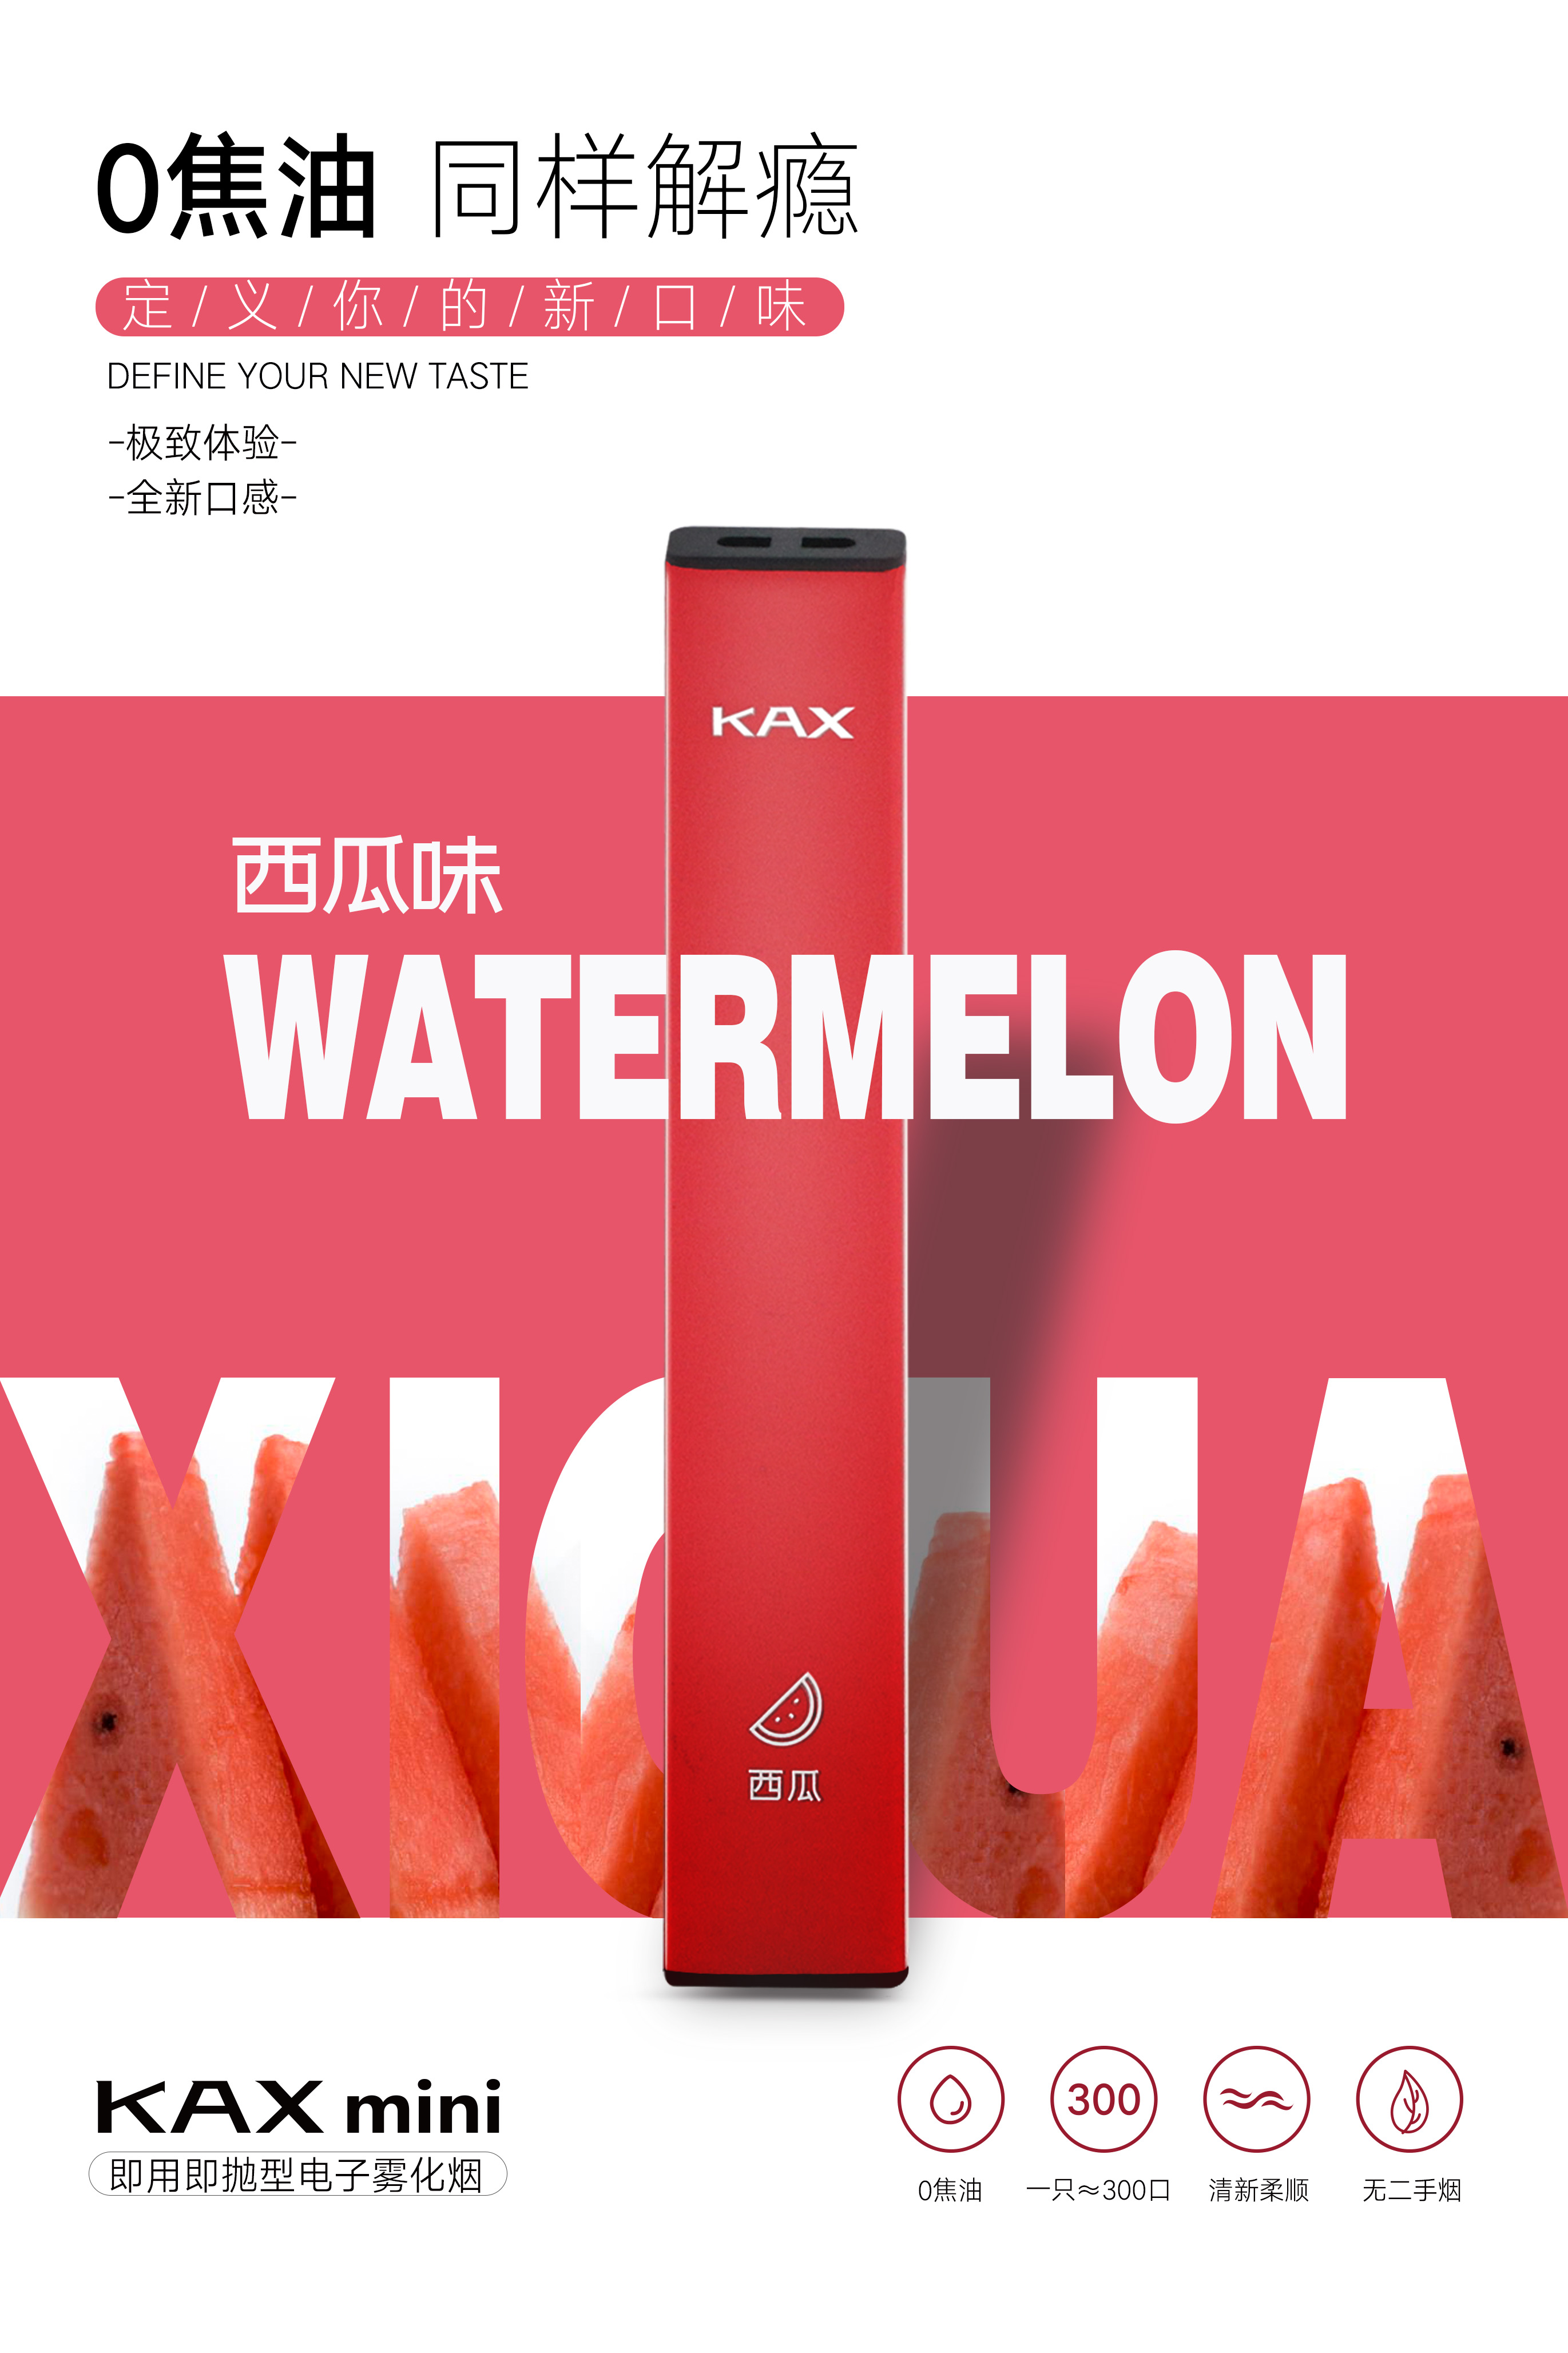 0焦油 同样解瘾
定/义/你/的/新/口/味
DEFINE YOUR NEW TASTE
-极致体验-
-全新口感-
KAX
西瓜味
WATERMELON
XIGUA
西瓜
KAX mini
即用即抛型电子雾化烟
300
0焦油
一只≈300口
清新柔顺
无二手烟